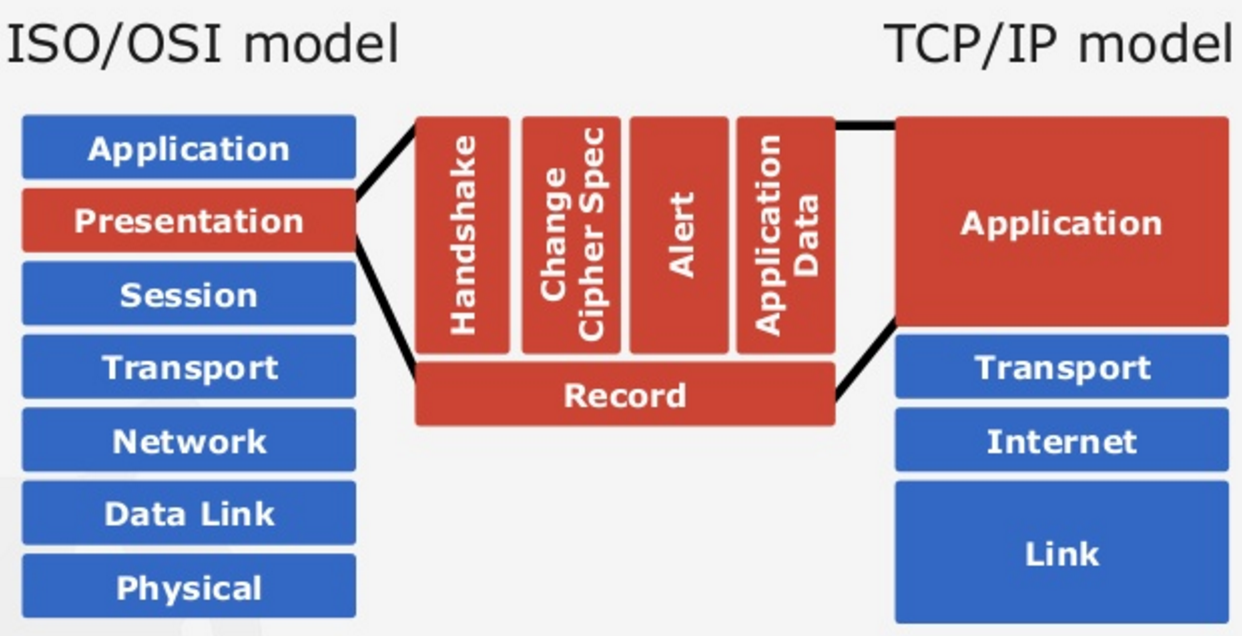 ISO/OSI model
TCP/IP model
Application
Presentation
Session
Transport
Network
Data Link
Physical
Handshake
Change
Cipher Spec
Alert
Application
Data
Record
Application
Transport
Internet
Link